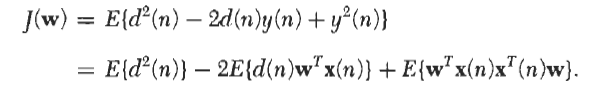 J(w) = E{d²(n) − 2d(n)y(n) + y²(n)}
= E{d²(n)} − 2E{d(n)wᵀx(n)} + E{wᵀx(n)xᵀ(n)w}.